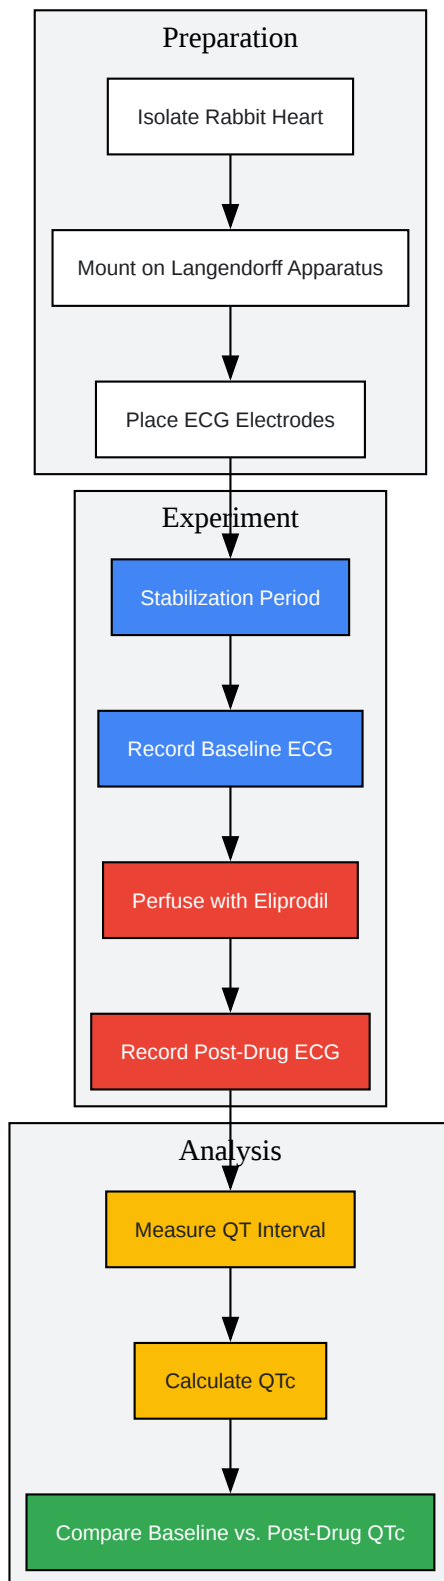 Preparation
Isolate Rabbit Heart
Mount on Langendorff Apparatus
Place ECG Electrodes
Experiment
Stabilization Period
Record Baseline ECG
Perfuse with Eliprodil
Record Post-Drug ECG
Analysis
Measure QT Interval
Calculate QTc
Compare Baseline vs. Post-Drug QTc